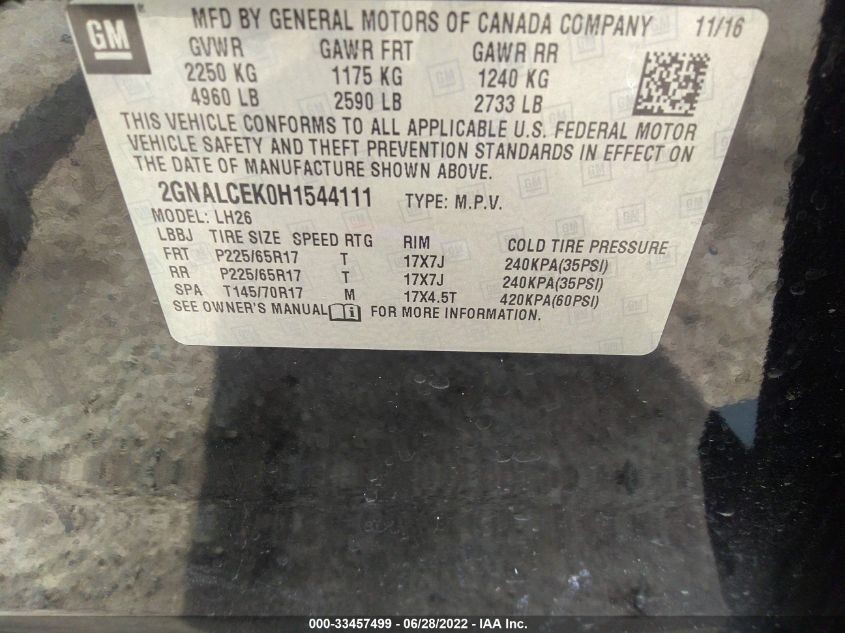 GM
MFD BY GENERAL MOTORS OF CANADA COMPANY 11/16
GVWR GAWR FRT GAWR RR
2250 KG 1175 KG 1240 KG
4960 LB 2590 LB 2733 LB
THIS VEHICLE CONFORMS TO ALL APPLICABLE U.S. FEDERAL MOTOR
VEHICLE SAFETY AND THEFT PREVENTION STANDARDS IN EFFECT ON
THE DATE OF MANUFACTURE SHOWN ABOVE.
2GNALCEK0H1544111 TYPE: M.P.V.
MODEL: LH26
LBBJ TIRE SIZE SPEED RTG RIM COLD TIRE PRESSURE
FRT P225/65R17 T 17X7J 240KPA(35PSI)
RR P225/65R17 T 17X7J 240KPA(35PSI)
SPA T145/70R17 M 17X4.5T 420KPA(60PSI)
SEE OWNER'S MANUAL i FOR MORE INFORMATION.
000-33457499 - 06/28/2022 - IAA Inc.